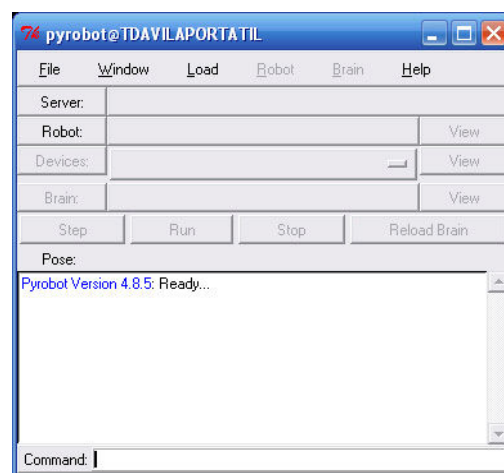 pyrobot@TDAVILAPORTATIL
File Window Load Robot Brain Help
Server:
Robot: View
Devices: View
Brain: View
Step Run Stop Reload Brain
Pose:
Pyrobot Version 4.8.5: Ready...
Command: